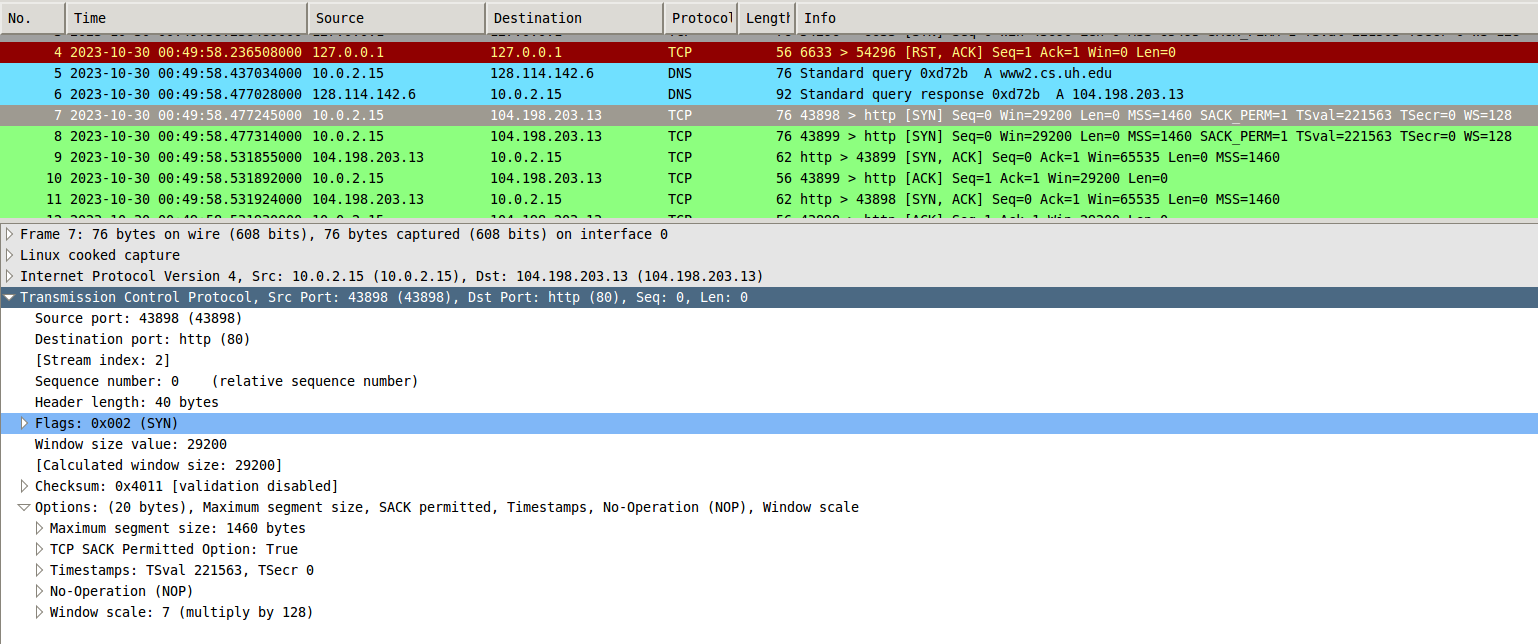 No. Time Source Destination Protocol Length Info
4 2023-10-30 00:49:58.236508000 127.0.0.1 127.0.0.1 TCP 56 6633 > 54296 [RST, ACK] Seq=1 Ack=1 Win=0 Len=0
5 2023-10-30 00:49:58.437034000 10.0.2.15 128.114.142.6 DNS 76 Standard query 0xd72b A www2.cs.uh.edu
6 2023-10-30 00:49:58.477028000 128.114.142.6 10.0.2.15 DNS 92 Standard query response 0xd72b A 104.198.203.13
7 2023-10-30 00:49:58.477245000 10.0.2.15 104.198.203.13 TCP 76 43898 > http [SYN] Seq=0 Win=29200 Len=0 MSS=1460 SACK_PERM=1 TSval=221563 TSecr=0 WS=128
8 2023-10-30 00:49:58.477314000 10.0.2.15 104.198.203.13 TCP 76 43899 > http [SYN] Seq=0 Win=29200 Len=0 MSS=1460 SACK_PERM=1 TSval=221563 TSecr=0 WS=128
9 2023-10-30 00:49:58.531855000 104.198.203.13 10.0.2.15 TCP 62 http > 43899 [SYN, ACK] Seq=0 Ack=1 Win=65535 Len=0 MSS=1460
10 2023-10-30 00:49:58.531892000 10.0.2.15 104.198.203.13 TCP 56 43899 > http [ACK] Seq=1 Ack=1 Win=29200 Len=0
11 2023-10-30 00:49:58.531924000 104.198.203.13 10.0.2.15 TCP 62 http > 43898 [SYN, ACK] Seq=0 Ack=1 Win=65535 Len=0 MSS=1460
Frame 7: 76 bytes on wire (608 bits), 76 bytes captured (608 bits) on interface 0
Linux cooked capture
Internet Protocol Version 4, Src: 10.0.2.15 (10.0.2.15), Dst: 104.198.203.13 (104.198.203.13)
Transmission Control Protocol, Src Port: 43898 (43898), Dst Port: http (80), Seq: 0, Len: 0
Source port: 43898 (43898)
Destination port: http (80)
[Stream index: 2]
Sequence number: 0 (relative sequence number)
Header length: 40 bytes
Flags: 0x002 (SYN)
Window size value: 29200
[Calculated window size: 29200]
Checksum: 0x4011 [validation disabled]
Options: (20 bytes), Maximum segment size, SACK permitted, Timestamps, No-Operation (NOP), Window scale
Maximum segment size: 1460 bytes
TCP SACK Permitted Option: True
Timestamps: TSval 221563, TSecr 0
No-Operation (NOP)
Window scale: 7 (multiply by 128)